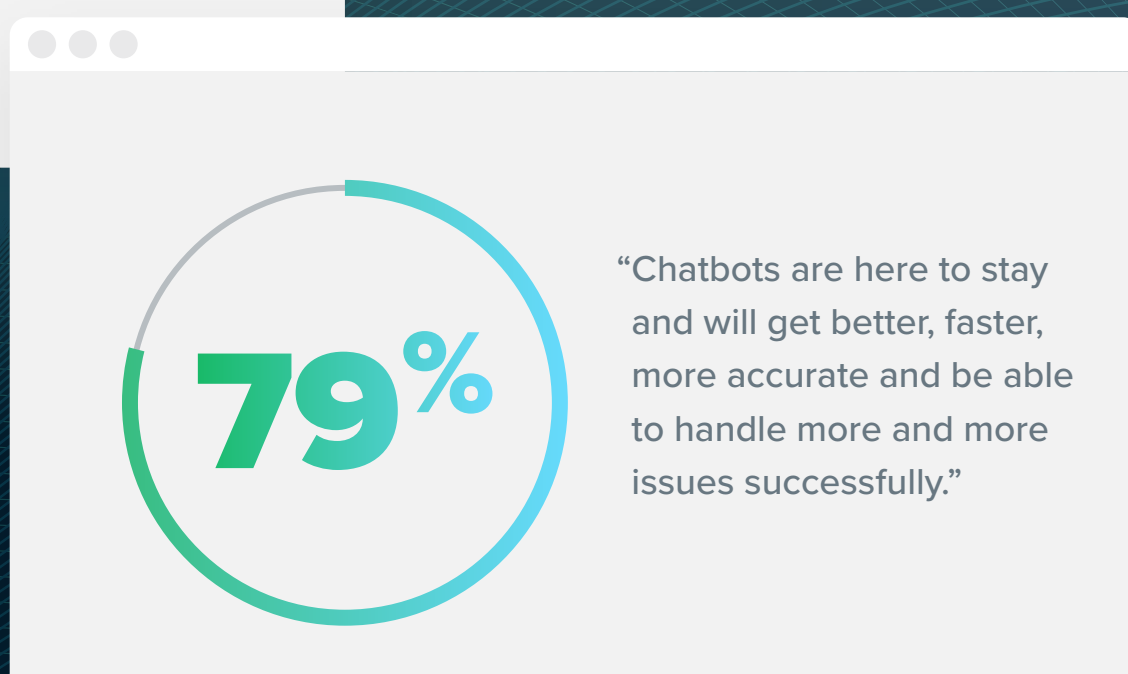 79%
“Chatbots are here to stay
and will get better, faster,
more accurate and be able
to handle more and more
issues successfully.”